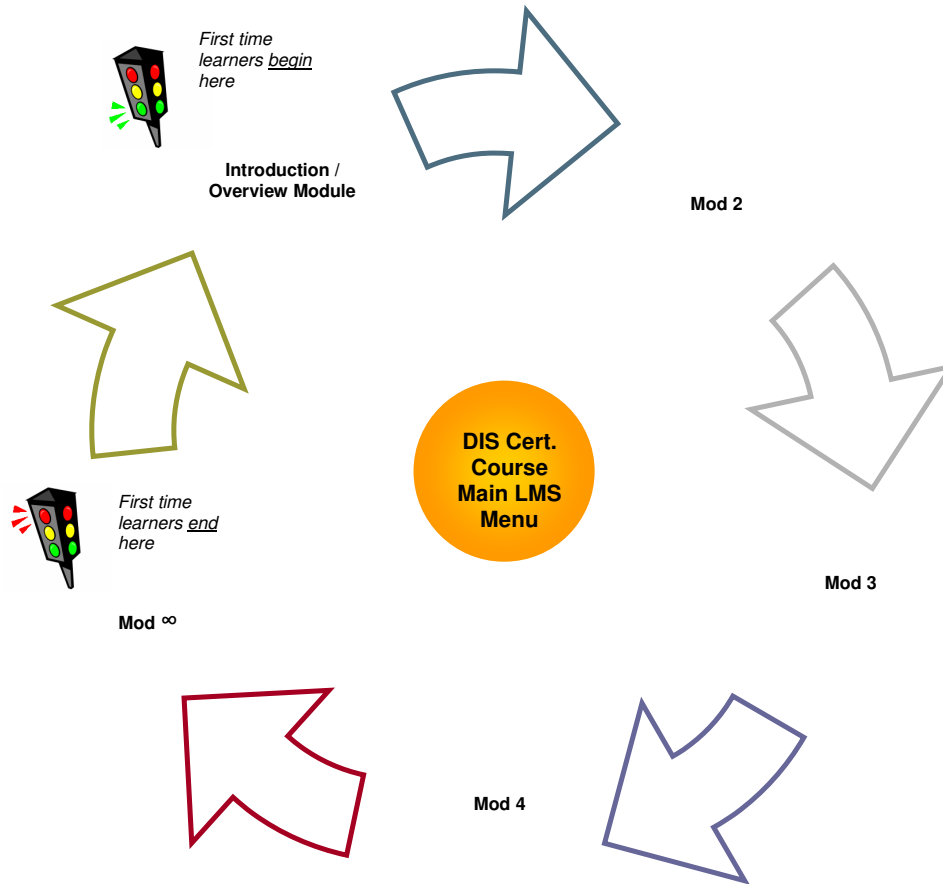 First time
learners begin
here
Introduction /
Overview Module
Mod 2
DIS Cert.
Course
Main LMS
Menu
First time
learners end
here
Mod 3
Mod ∞
Mod 4